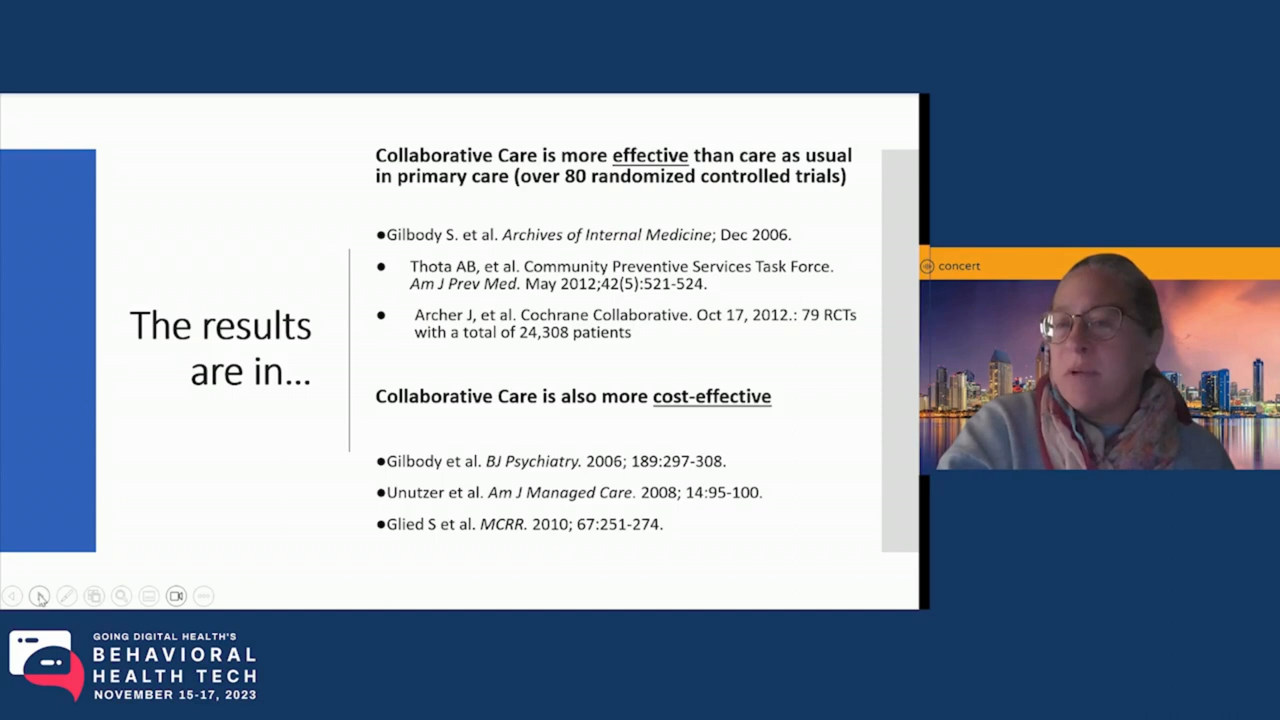 The results
are in...
Collaborative Care is more effective than care as usual
in primary care (over 80 randomized controlled trials)
●Gilbody S. et al. Archives of Internal Medicine; Dec 2006.
● Thota AB, et al. Community Preventive Services Task Force.
Am J Prev Med. May 2012;42(5):521-524.
● Archer J, et al. Cochrane Collaborative. Oct 17, 2012.: 79 RCTs
with a total of 24,308 patients
Collaborative Care is also more cost-effective
●Gilbody et al. BJ Psychiatry. 2006; 189:297-308.
●Unutzer et al. Am J Managed Care. 2008; 14:95-100.
●Glied S et al. MCRR. 2010; 67:251-274.
concert
GOING DIGITAL HEALTH'S
BEHAVIORAL
HEALTH TECH
NOVEMBER 15-17, 2023